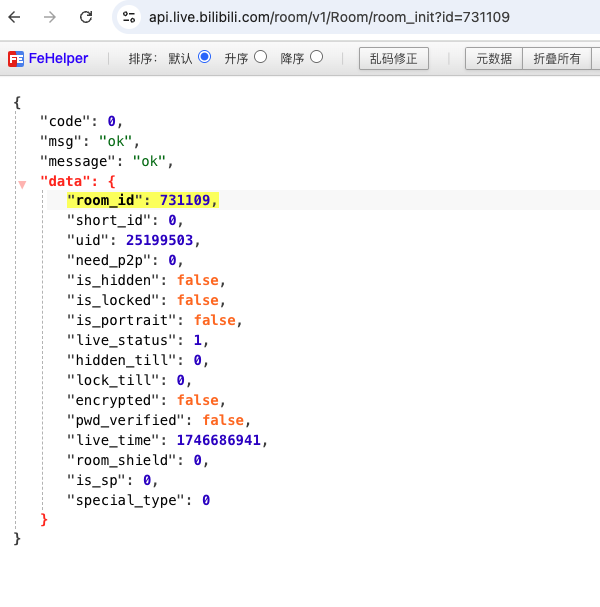 api.live.bilibili.com/room/v1/Room/room_init?id=731109
FeHelper 排序: 默认 升序 降序 乱码修正 元数据 折叠所有
{
"code": 0,
"msg": "ok",
"message": "ok",
"data": {
"room_id": 731109,
"short_id": 0,
"uid": 25199503,
"need_p2p": 0,
"is_hidden": false,
"is_locked": false,
"is_portrait": false,
"live_status": 1,
"hidden_till": 0,
"lock_till": 0,
"encrypted": false,
"pwd_verified": false,
"live_time": 1746686941,
"room_shield": 0,
"is_sp": 0,
"special_type": 0
}
}